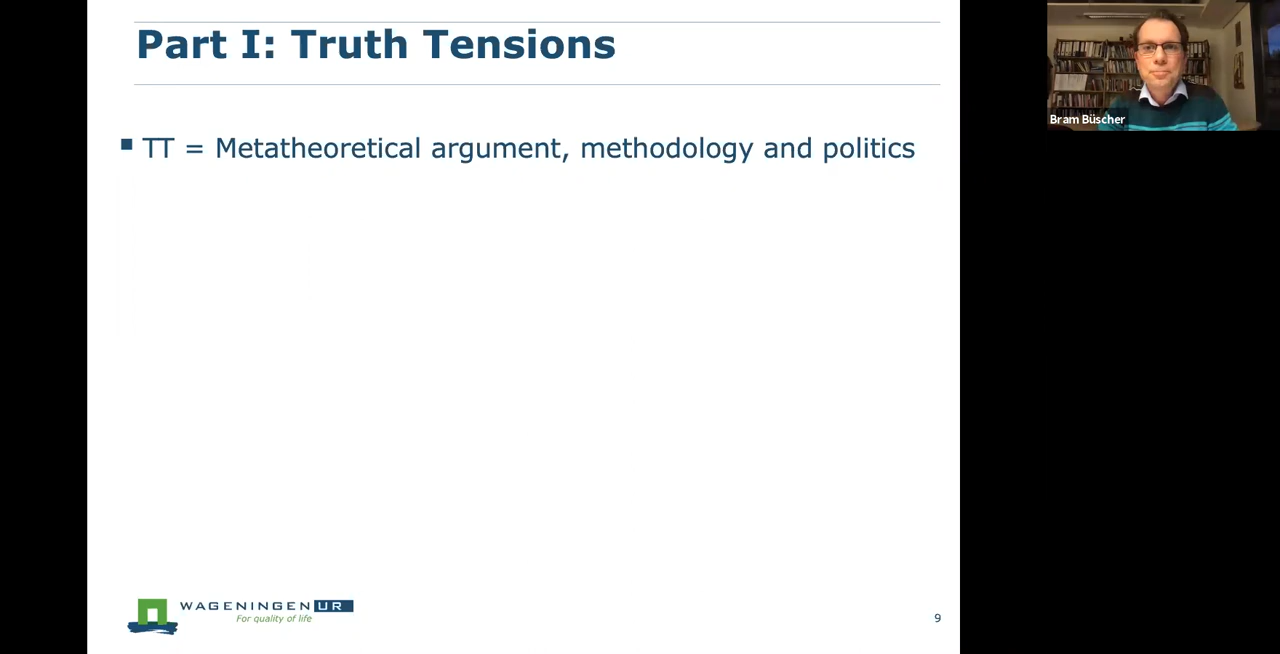 Part I: Truth Tensions
Bram Büscher
TT = Metatheoretical argument, methodology and politics
WAGENINGEN UR
For quality of life
9